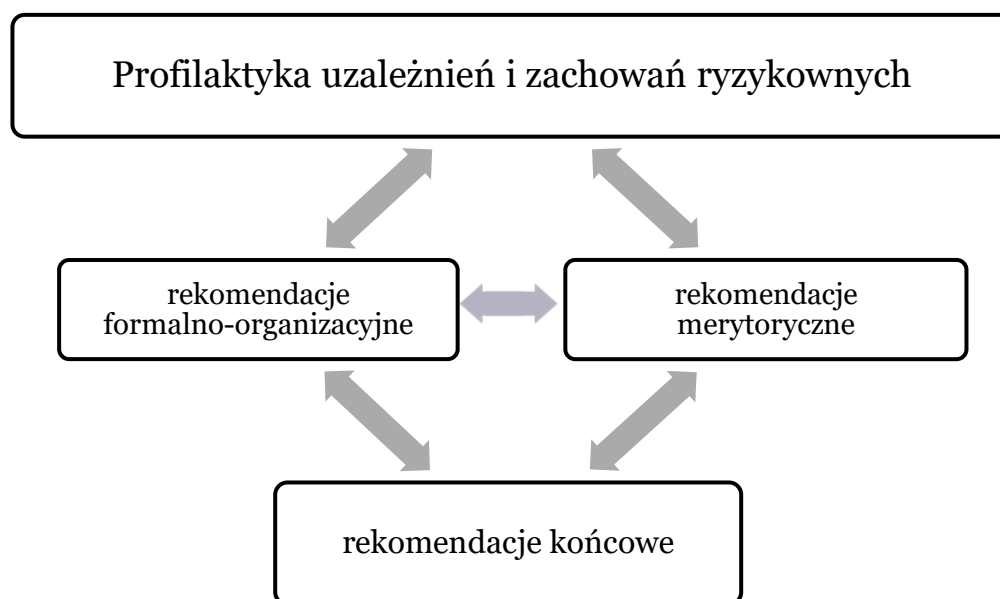 Profilaktyka uzależnień i zachowań ryzykownych
rekomendacje
formalno-organizacyjne
rekomendacje
merytoryczne
rekomendacje końcowe